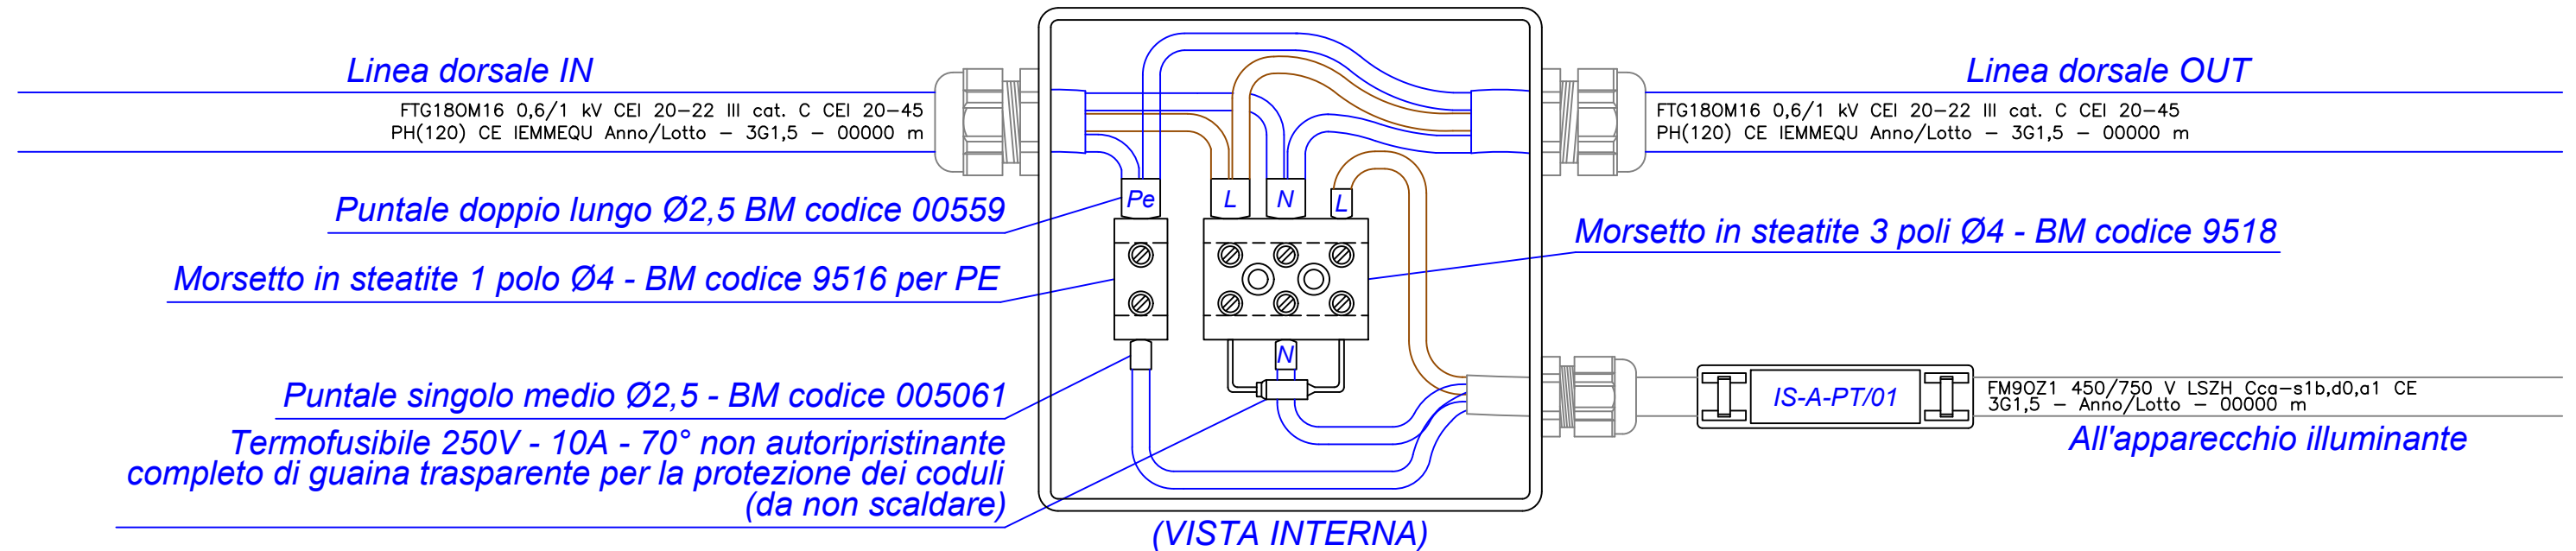 Linea dorsale IN
FTG18OM16 0,6/1 kV CEI 20-22 III cat. C CEI 20-45
PH(120) CE IEMMEQU Anno/Lotto - 3G1,5 - 00000 m
Linea dorsale OUT
FTG18OM16 0,6/1 kV CEI 20-22 III cat. C CEI 20-45
PH(120) CE IEMMEQU Anno/Lotto - 3G1,5 - 00000 m
Pe
L
N
L
Puntale doppio lungo Ø2,5 BM codice 00559
Morsetto in steatite 3 poli Ø4 - BM codice 9518
Morsetto in steatite 1 polo Ø4 - BM codice 9516 per PE
N
Puntale singolo medio Ø2,5 - BM codice 005061
IS-A-PT/01
FM9OZ1 450/750 V LSZH Cca-s1b,d0,a1 CE
3G1,5 - Anno/Lotto - 00000 m
All'apparecchio illuminante
Termofusibile 250V - 10A - 70° non autoripristinante
completo di guaina trasparente per la protezione dei coduli
(da non scaldare)
(VISTA INTERNA)